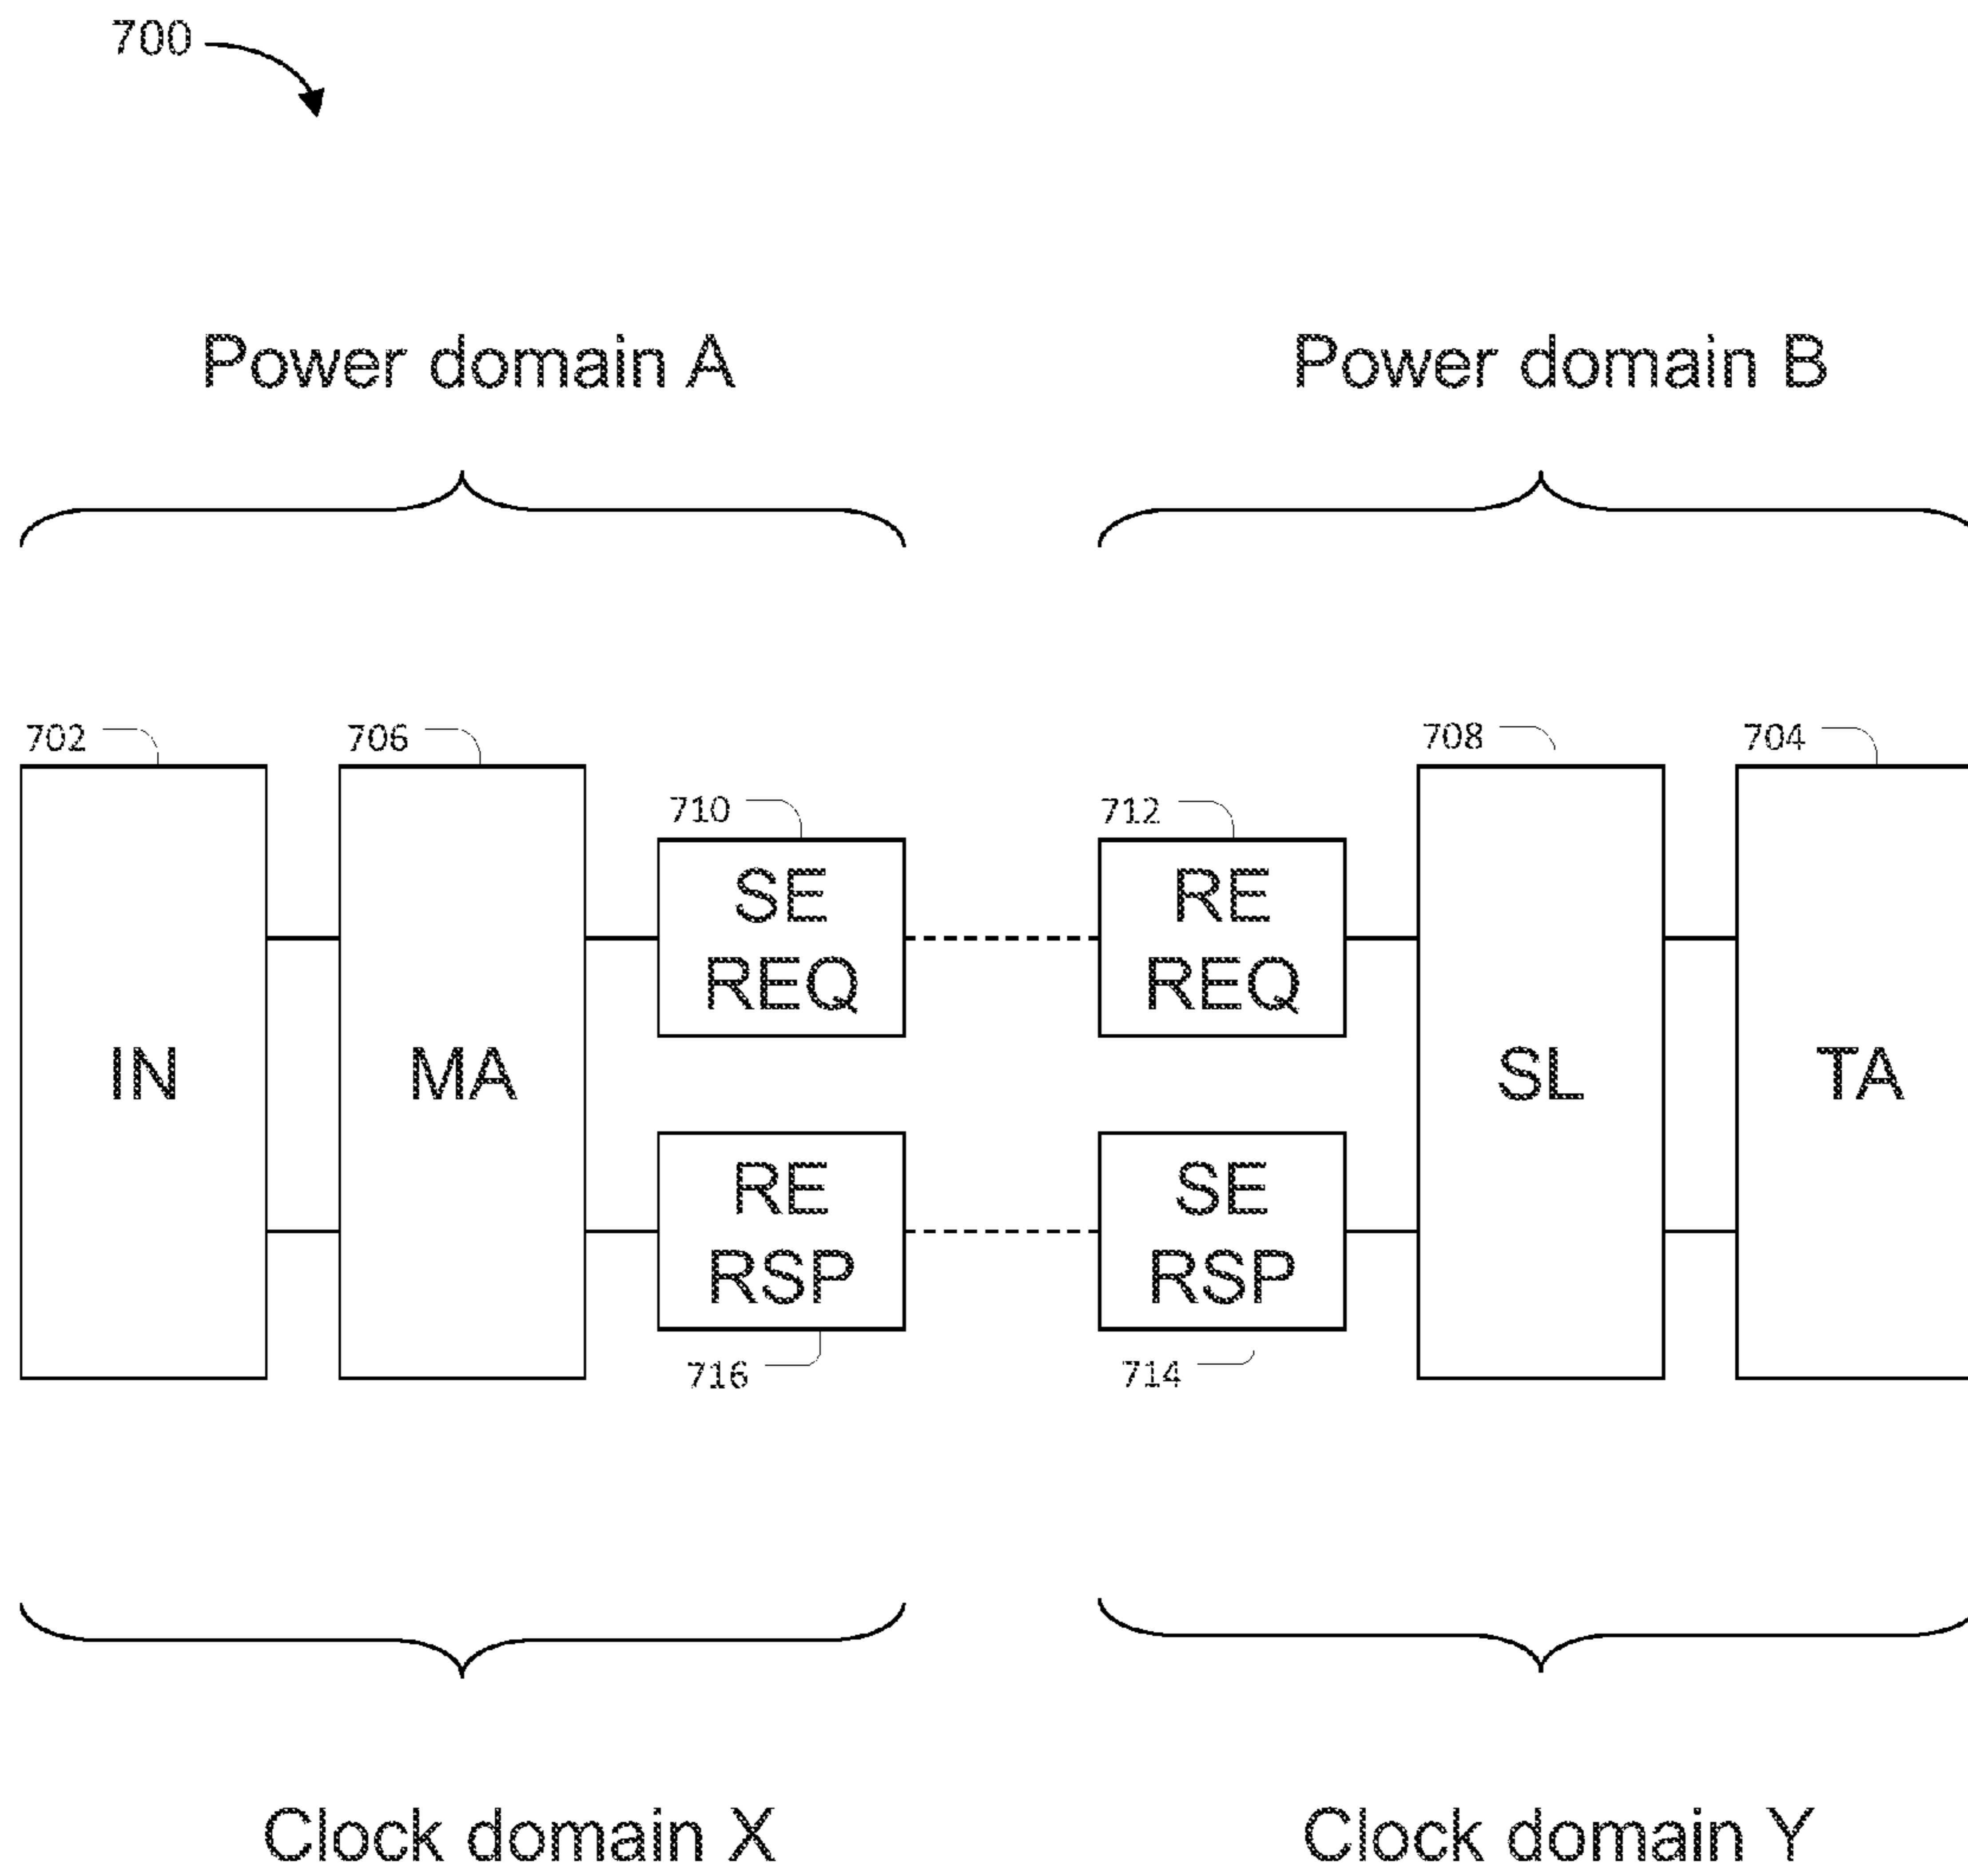 700
Power domain A
Power domain B
702
706
708
704
710
712
SE
REQ
RE
REQ
IN
MA
SL
TA
RE
RSP
SE
RSP
716
714
Clock domain X
Clock domain Y